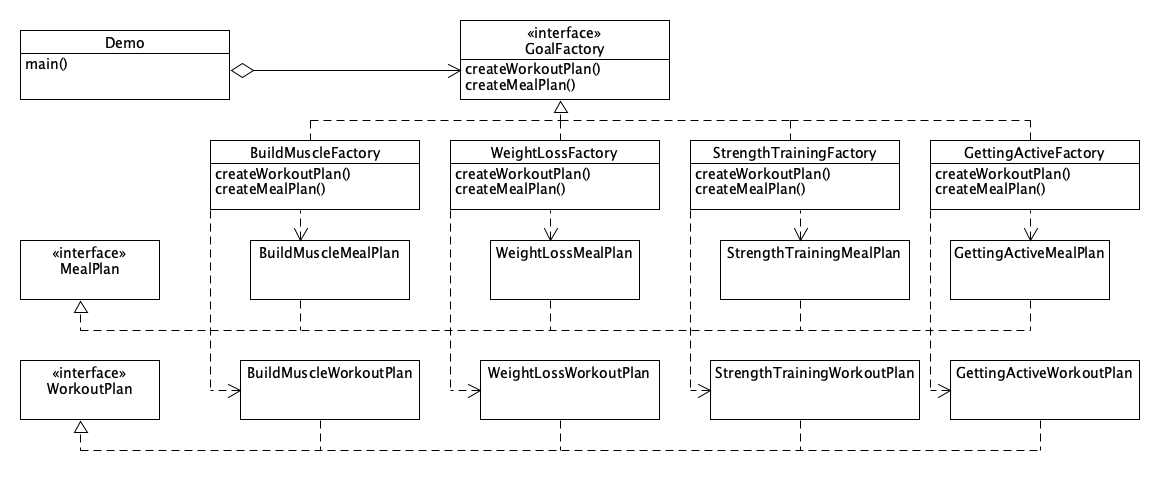 Demo
main()
«interface»
GoalFactory
createWorkoutPlan()
createMealPlan()
BuildMuscleFactory
createWorkoutPlan()
createMealPlan()
WeightLossFactory
createWorkoutPlan()
createMealPlan()
StrengthTrainingFactory
createWorkoutPlan()
createMealPlan()
GettingActiveFactory
createWorkoutPlan()
createMealPlan()
«interface»
MealPlan
BuildMuscleMealPlan
WeightLossMealPlan
StrengthTrainingMealPlan
GettingActiveMealPlan
«interface»
WorkoutPlan
BuildMuscleWorkoutPlan
WeightLossWorkoutPlan
StrengthTrainingWorkoutPlan
GettingActiveWorkoutPlan